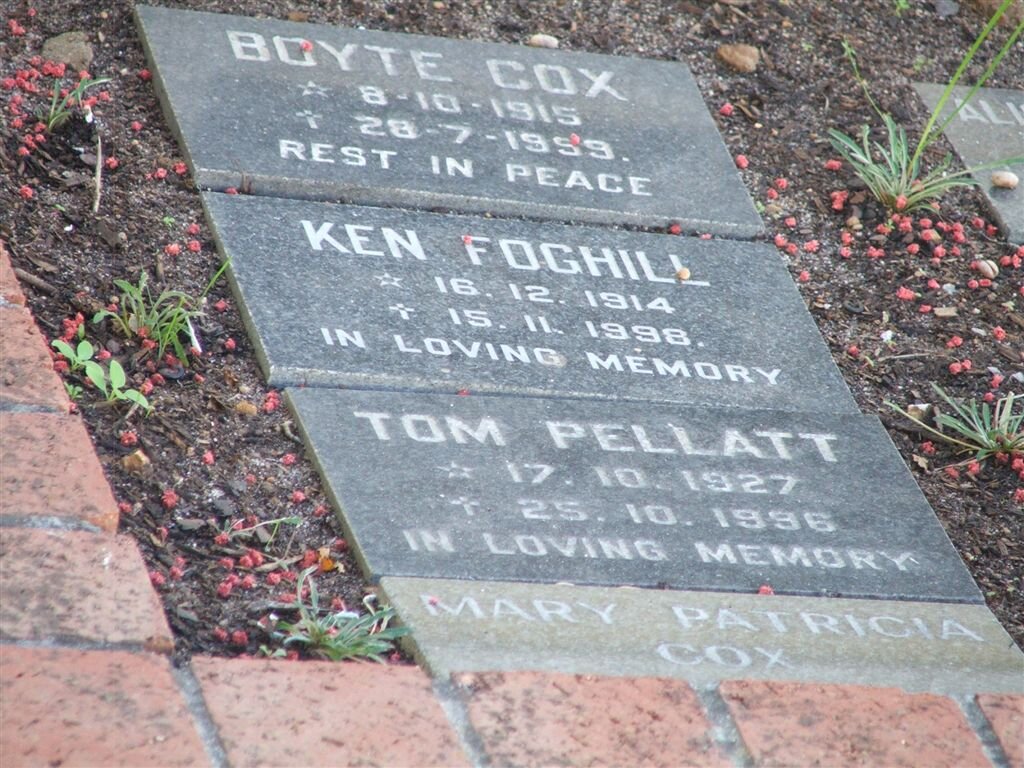 BOYTE COX
☆ 8-10-1915
† 28-7-1999.
REST IN PEACE
KEN FOGHILL
☆ 16.12.1914
† 15.11.1998.
IN LOVING MEMORY
TOM PELLATT
☆ 17.10.1927
† 25.10.1996
IN LOVING MEMORY
MARY PATRICIA
COX
ALI